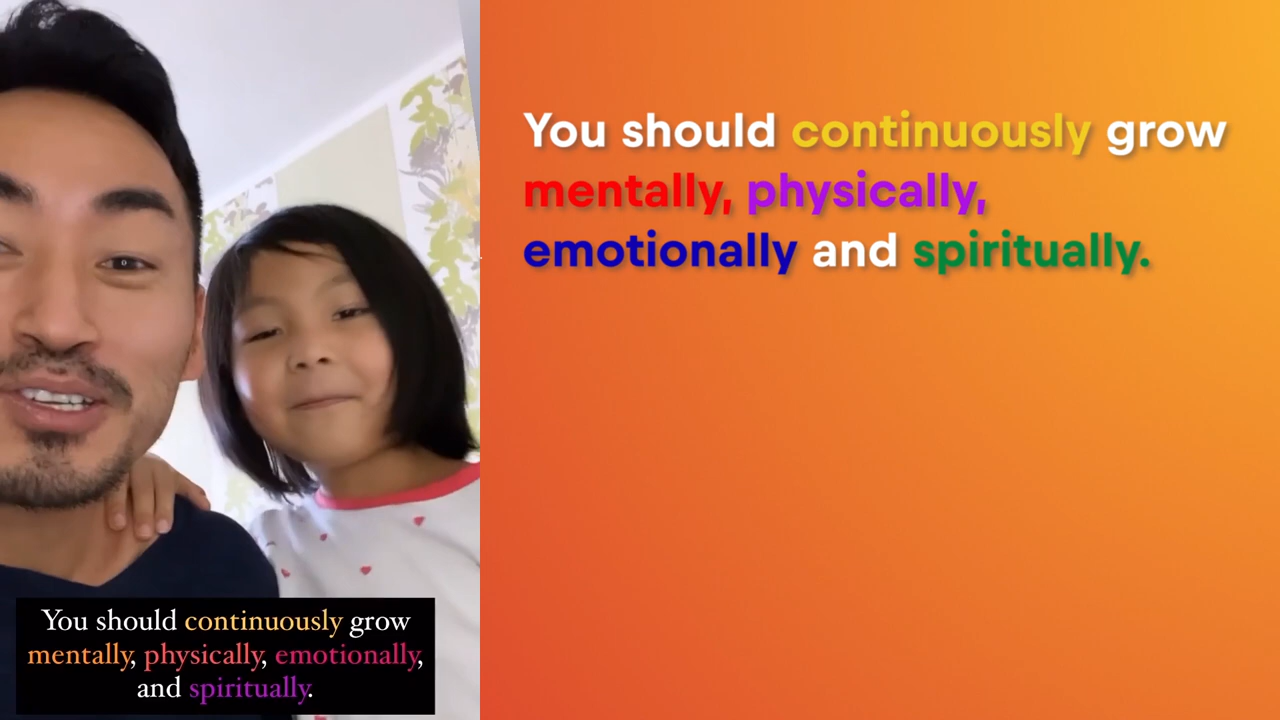 You should continuously grow
mentally, physically,
emotionally and spiritually.
You should continuously grow
mentally, physically, emotionally,
and spiritually.